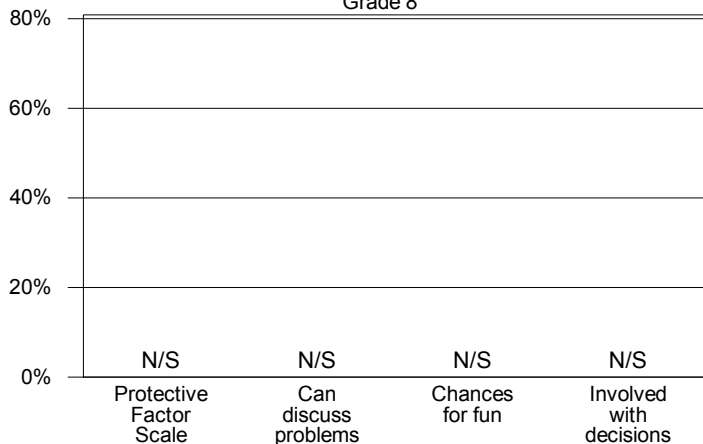 Grade 8
80%
60%
40%
20%
0%
N/S N/S N/S N/S
Protective
Factor
Scale
Can
discuss
problems
Chances
for fun
Involved
with
decisions